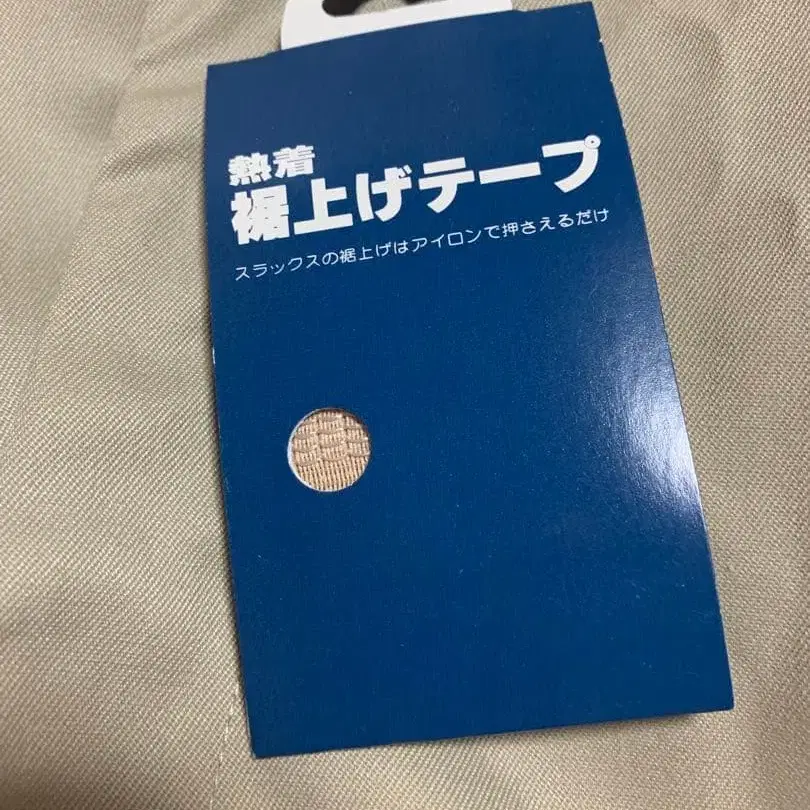 熱着
裾上げテープ
スラックスの裾上げはアイロンで押さえるだけ